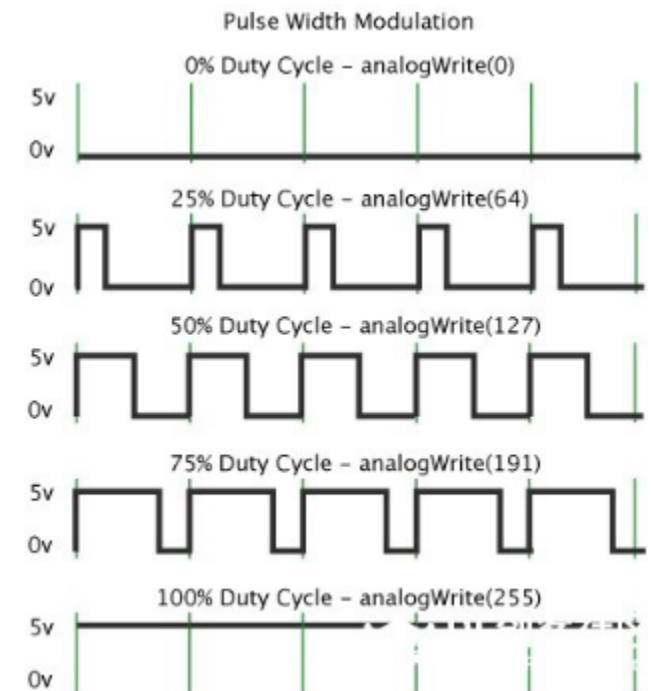 Pulse Width Modulation
0% Duty Cycle – analogWrite(0)
5v
0v
25% Duty Cycle – analogWrite(64)
5v
0v
50% Duty Cycle – analogWrite(127)
5v
0v
75% Duty Cycle – analogWrite(191)
5v
0v
100% Duty Cycle – analogWrite(255)
5v
0v